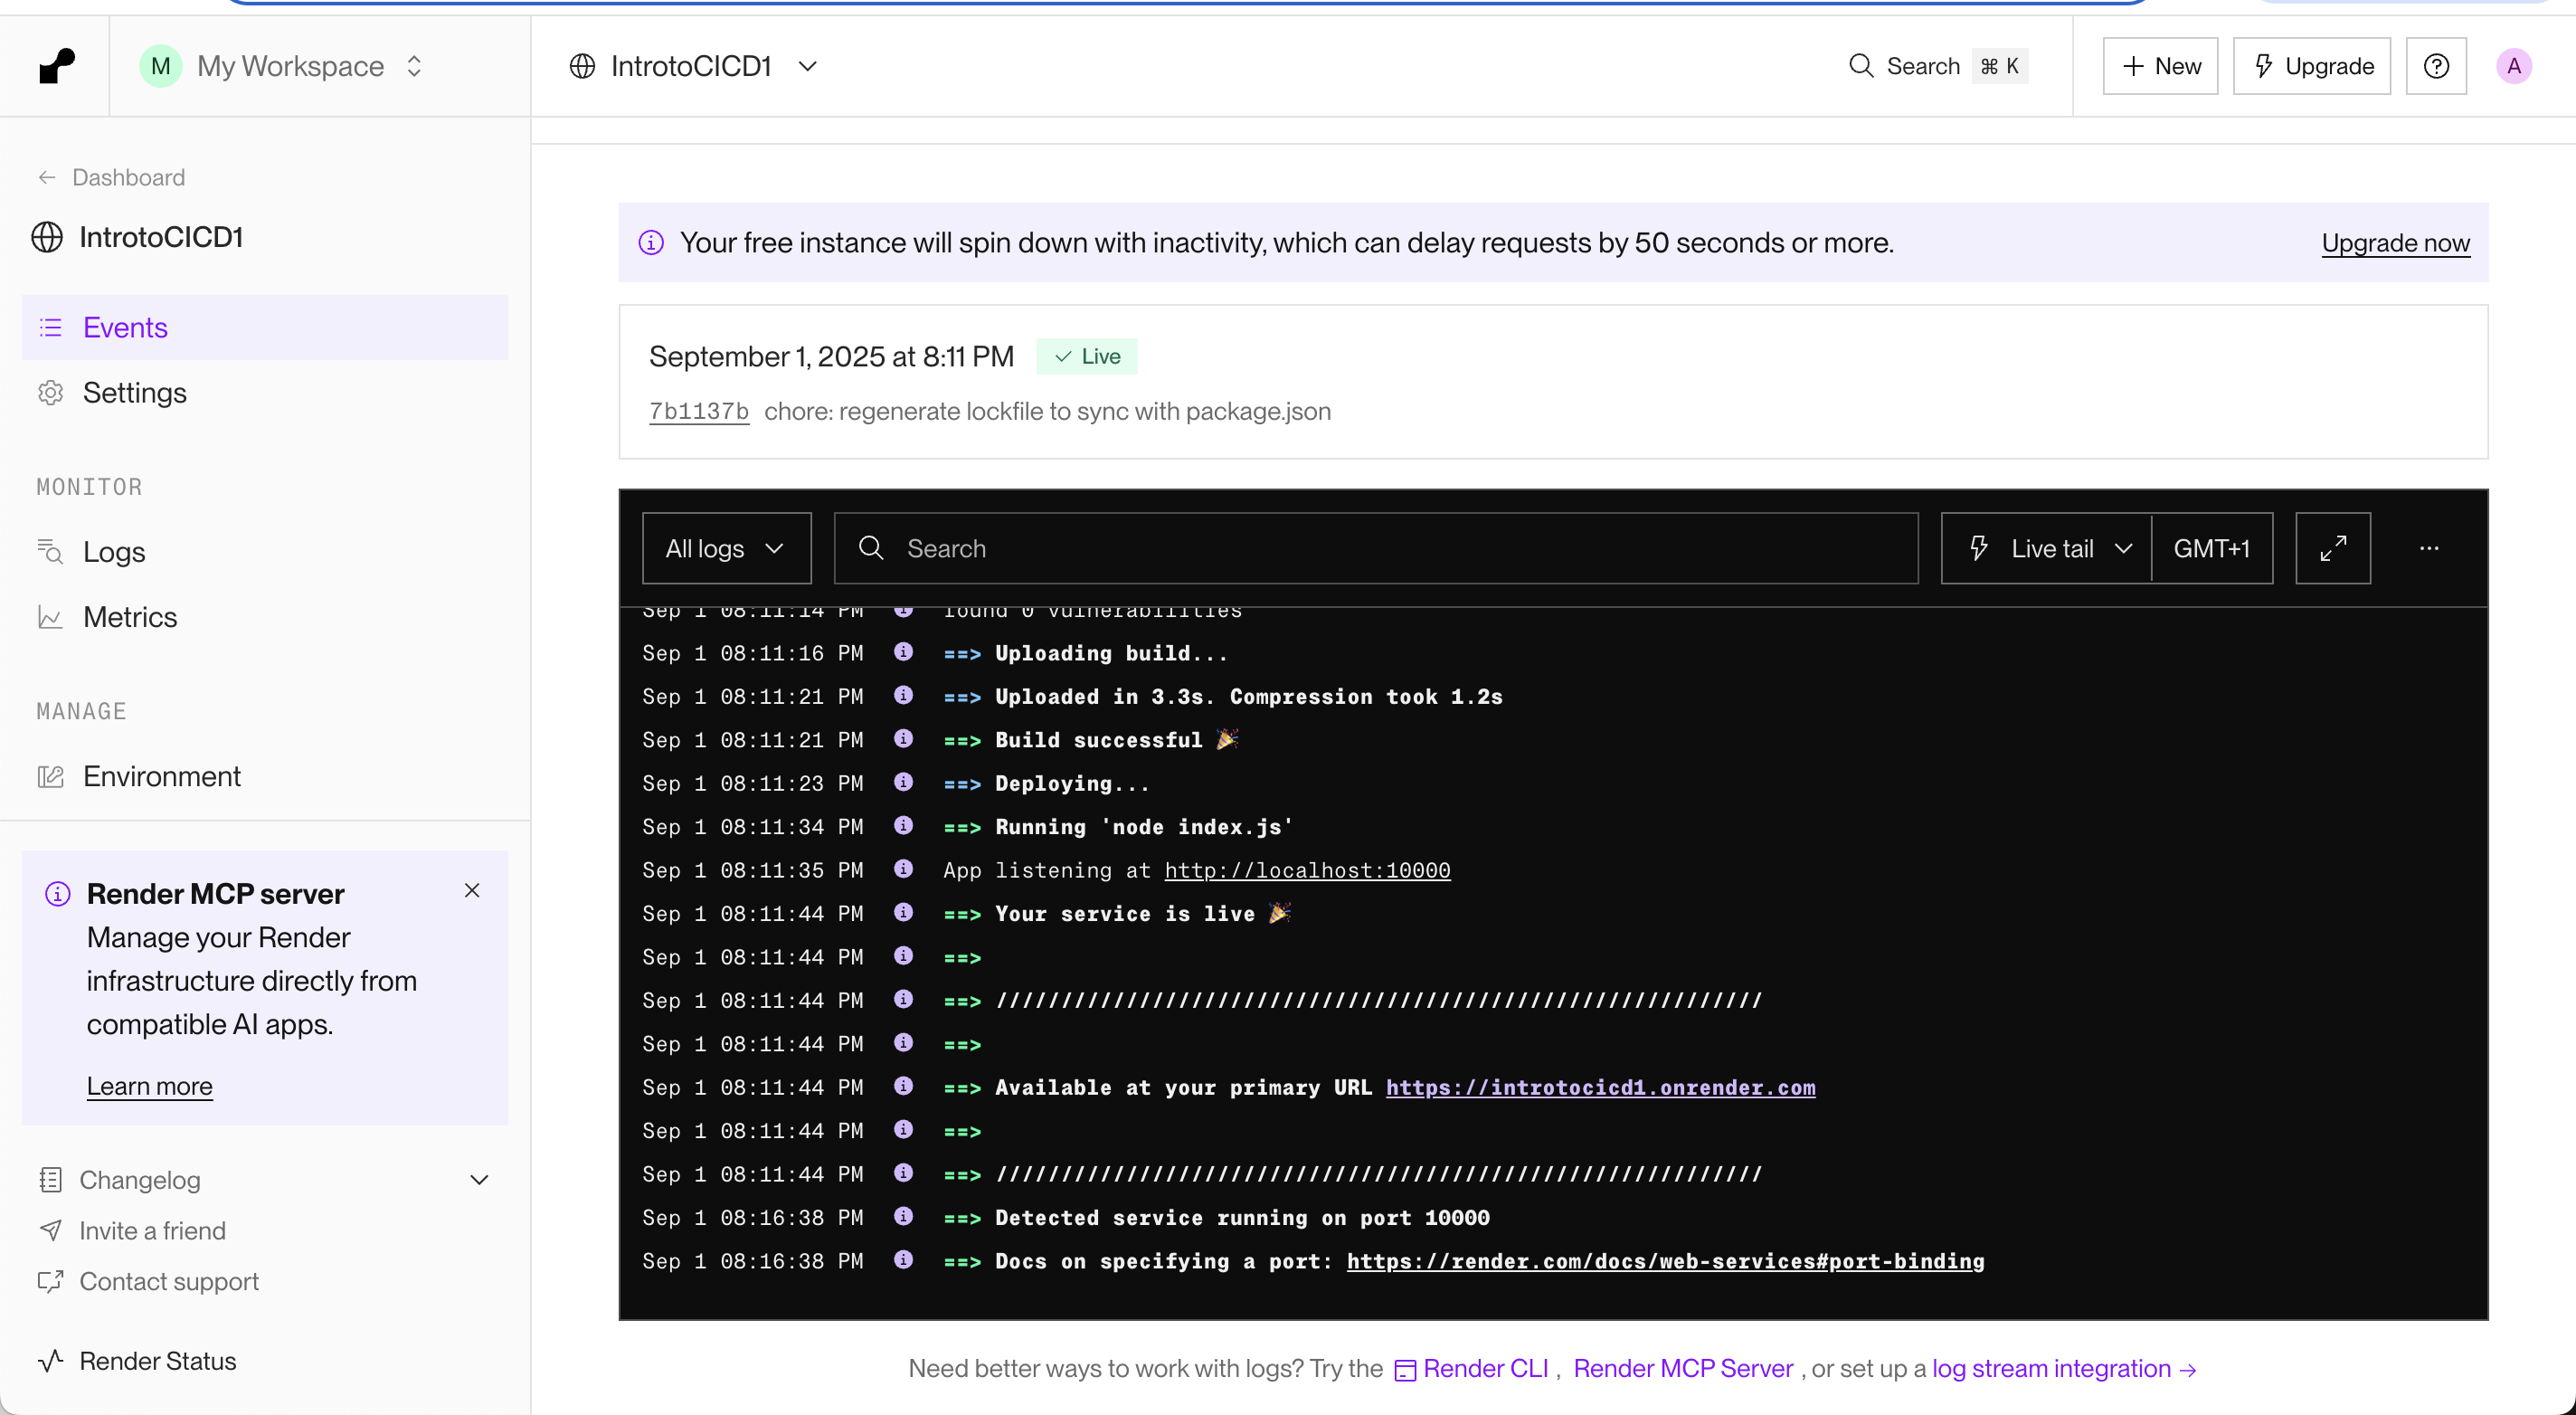 M My Workspace
IntrotoCICD1
Search ⌘ K
+ New
Upgrade
A
← Dashboard
IntrotoCICD1
Events
Settings
MONITOR
Logs
Metrics
MANAGE
Environment
Render MCP server
Manage your Render
infrastructure directly from
compatible AI apps.
Learn more
Changelog
Invite a friend
Contact support
Render Status
Your free instance will spin down with inactivity, which can delay requests by 50 seconds or more.
Upgrade now
September 1, 2025 at 8:11 PM ✓ Live
7b1137b chore: regenerate lockfile to sync with package.json
All logs
Search
Live tail
GMT+1
Sep 1 08:11:14 PM found 0 vulnerabilities
Sep 1 08:11:16 PM ==> Uploading build...
Sep 1 08:11:21 PM ==> Uploaded in 3.3s. Compression took 1.2s
Sep 1 08:11:21 PM ==> Build successful 🎉
Sep 1 08:11:23 PM ==> Deploying...
Sep 1 08:11:34 PM ==> Running 'node index.js'
Sep 1 08:11:35 PM App listening at http://localhost:10000
Sep 1 08:11:44 PM ==> Your service is live 🎉
Sep 1 08:11:44 PM ==>
Sep 1 08:11:44 PM ==> ///////////////////////////////////////////////////////////
Sep 1 08:11:44 PM ==>
Sep 1 08:11:44 PM ==> Available at your primary URL https://introtocicd1.onrender.com
Sep 1 08:11:44 PM ==>
Sep 1 08:11:44 PM ==> ///////////////////////////////////////////////////////////
Sep 1 08:16:38 PM ==> Detected service running on port 10000
Sep 1 08:16:38 PM ==> Docs on specifying a port: https://render.com/docs/web-services#port-binding
Need better ways to work with logs? Try the Render CLI , Render MCP Server , or set up a log stream integration →